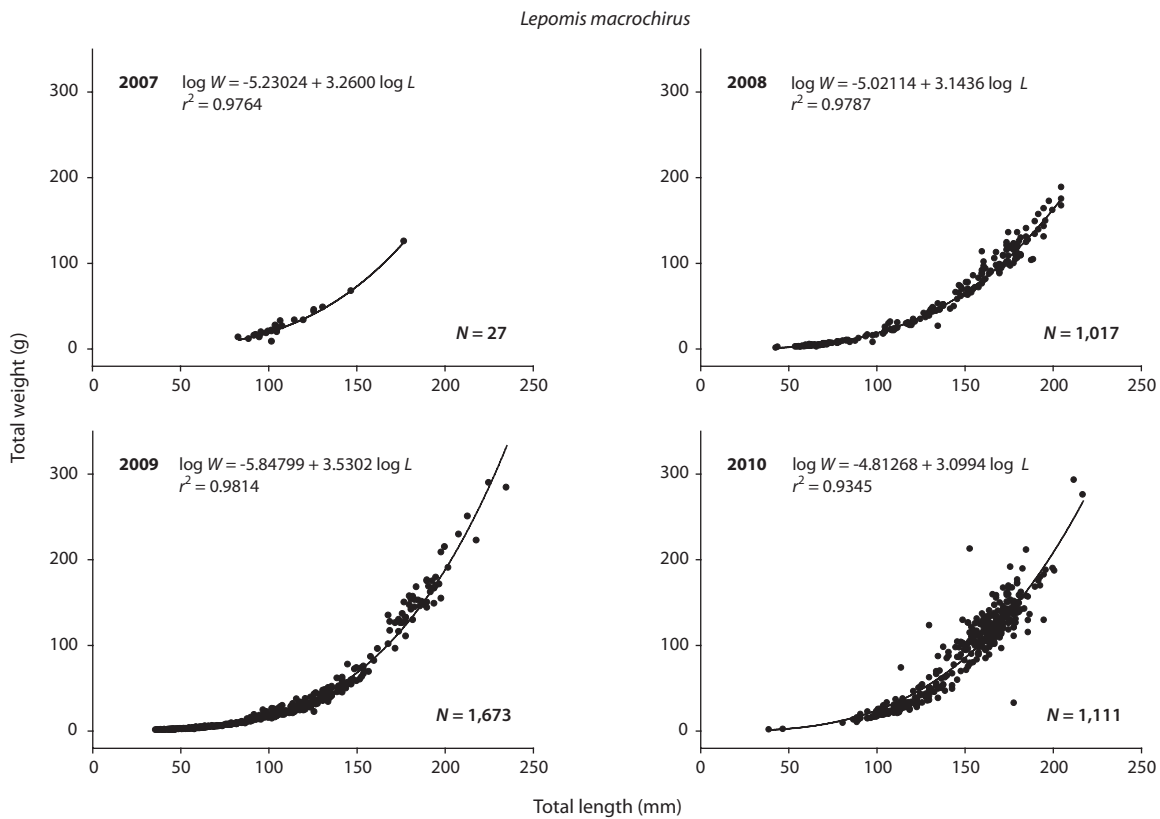 Lepomis macrochirus
2007 log W = -5.23024 + 3.2600 log L
r² = 0.9764
300
200
100
0
N = 27
0 50 100 150 200 250
2008 log W = -5.02114 + 3.1436 log L
r² = 0.9787
300
200
100
0
N = 1,017
0 50 100 150 200 250
Total weight (g)
2009 log W = -5.84799 + 3.5302 log L
r² = 0.9814
300
200
100
0
N = 1,673
0 50 100 150 200 250
2010 log W = -4.81268 + 3.0994 log L
r² = 0.9345
300
200
100
0
N = 1,111
0 50 100 150 200 250
Total length (mm)